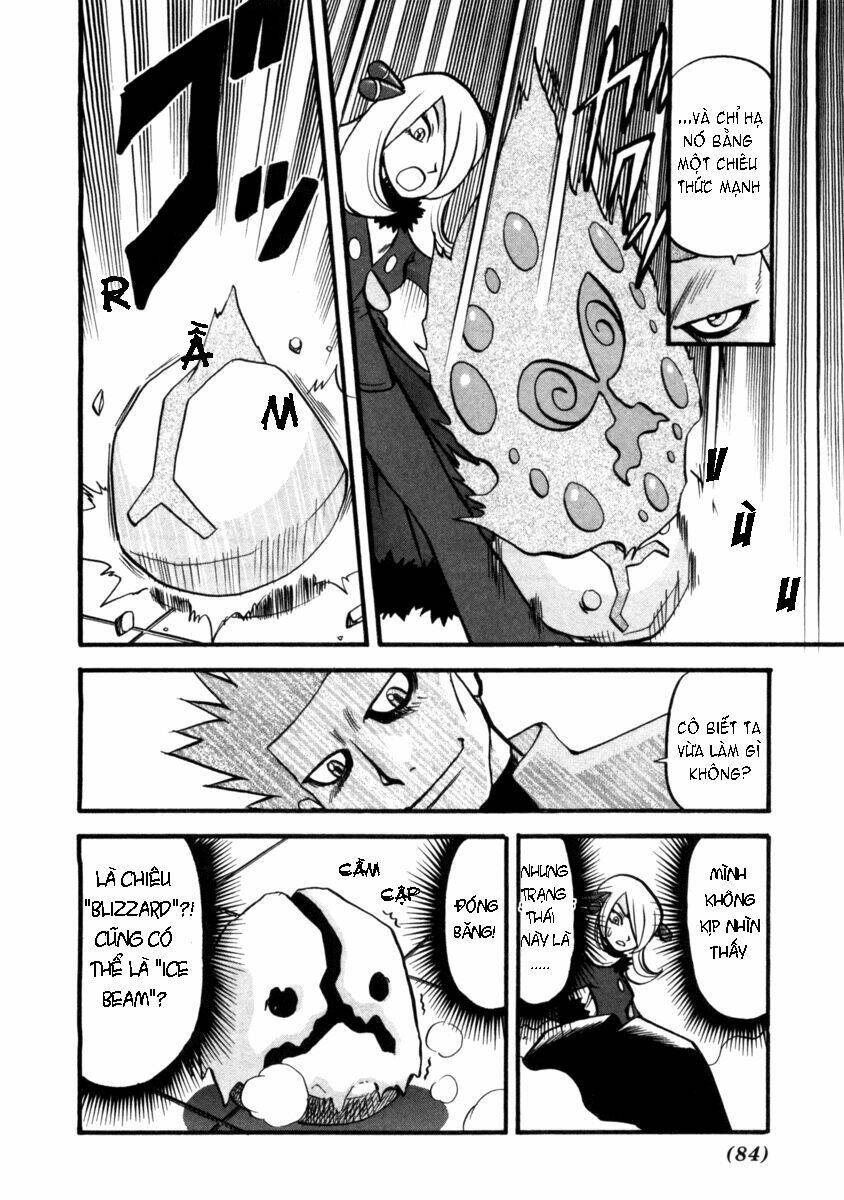 ...VÀ CHỈ HẠ
NÓ BẰNG
MỘT CHIÊU
THỨC MẠNH
V
Ù
U
ゴッ
R
Ầ
M
CÔ BIẾT TA
VỪA LÀM GÌ
KHÔNG?
MÌNH
KHÔNG
KỊP NHÌN
THẤY
NHƯNG
TRẠNG
THÁI
NÀY LÀ
.....
ĐÓNG
BĂNG!
CẦM
CẬP
LÀ CHIÊU
"BLIZZARD"?!
CŨNG CÓ
THỂ LÀ "ICE
BEAM"?
(84)